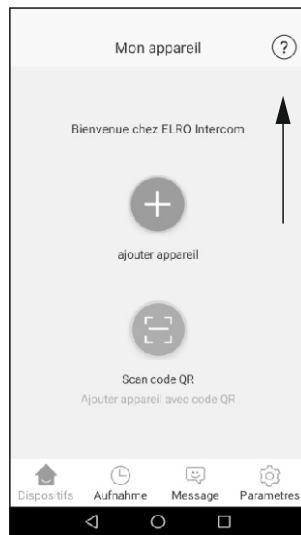 Mon appareil ?
Bienvenue chez ELRO Intercom
ajouter appareil
Scan code QR
Ajouter appareil avec code QR
Dispositifs Aufnahme Message Parametres